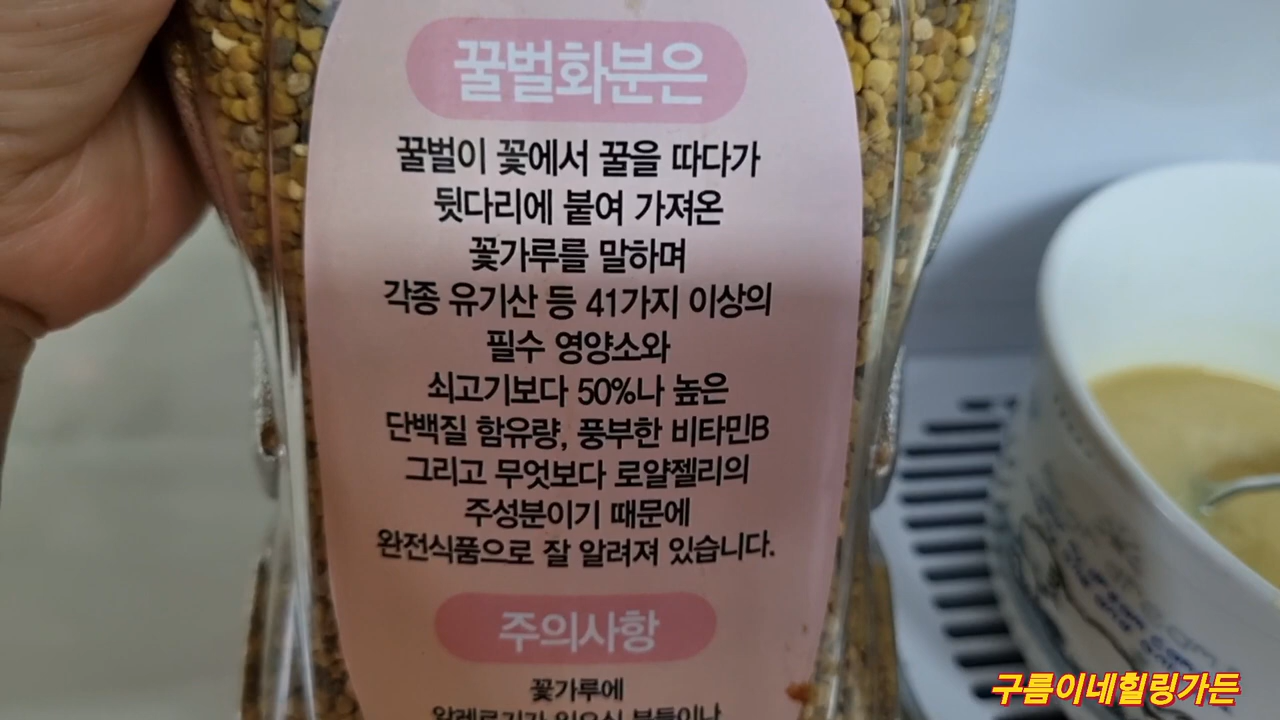 꿀벌화분은
꿀벌이 꽃에서 꿀을 따다가
뒷다리에 붙여 가져온
꽃가루를 말하며
각종 유기산 등 41가지 이상의
필수 영양소와
쇠고기보다 50%나 높은
단백질 함유량, 풍부한 비타민B
그리고 무엇보다 로얄젤리의
주성분이기 때문에
완전식품으로 잘 알려져 있습니다.
주의사항
꽃가루에
구름이네힐링가든